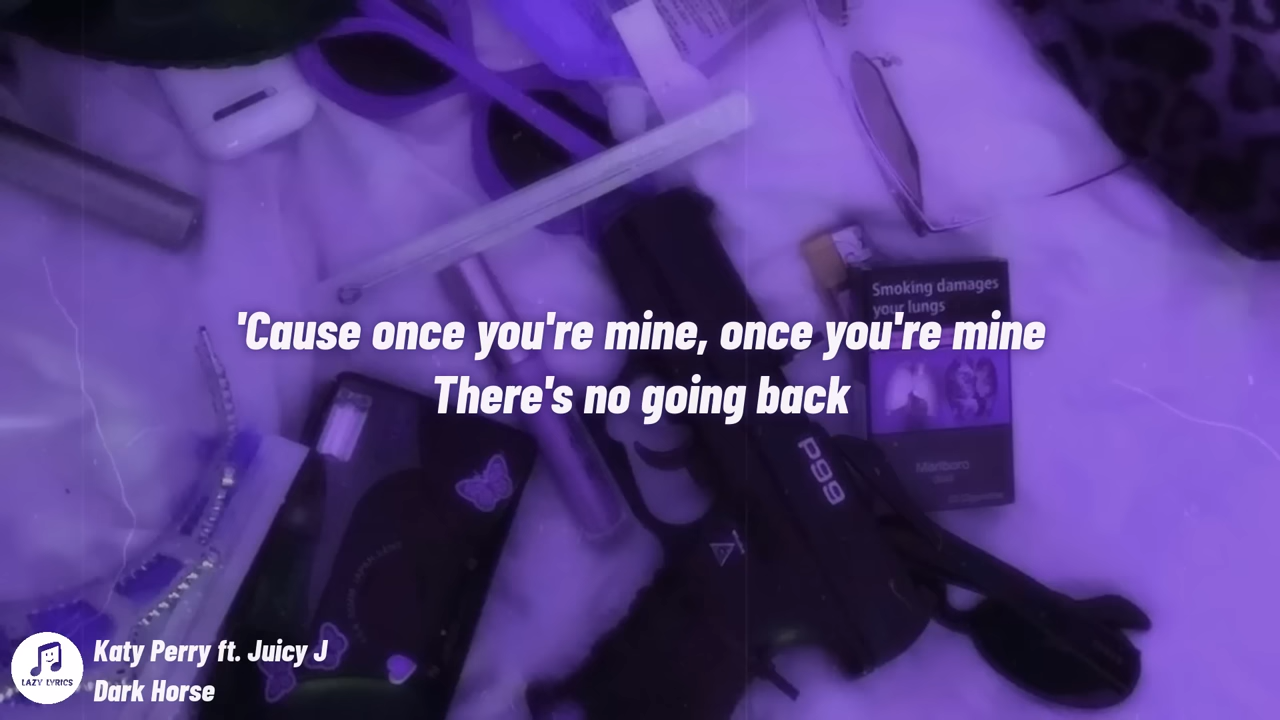 Smoking damages
your lungs
'Cause once you're mine, once you're mine
There's no going back
Marlboro
P99
Katy Perry ft. Juicy J
Dark Horse
LAZY LYRICS